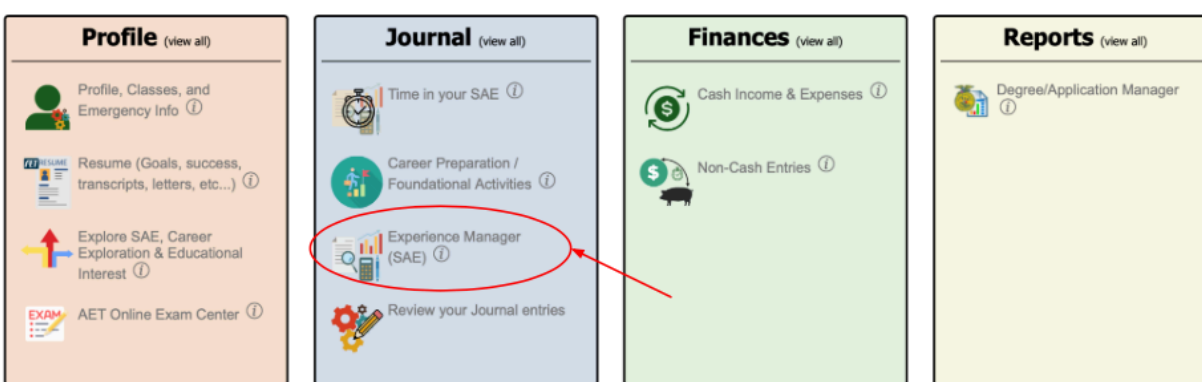 Profile (view all)
Profile, Classes, and
Emergency Info i
RESUME
Resume (Goals, success,
transcripts, letters, etc...) i
Explore SAE, Career
Exploration & Educational
Interest i
EXAM
AET Online Exam Center i
Journal (view all)
Time in your SAE i
Career Preparation /
Foundational Activities i
Experience Manager
(SAE) i
Review your Journal entries
Finances (view all)
$
Cash Income & Expenses i
$
Non-Cash Entries i
Reports (view all)
Degree/Application Manager
i